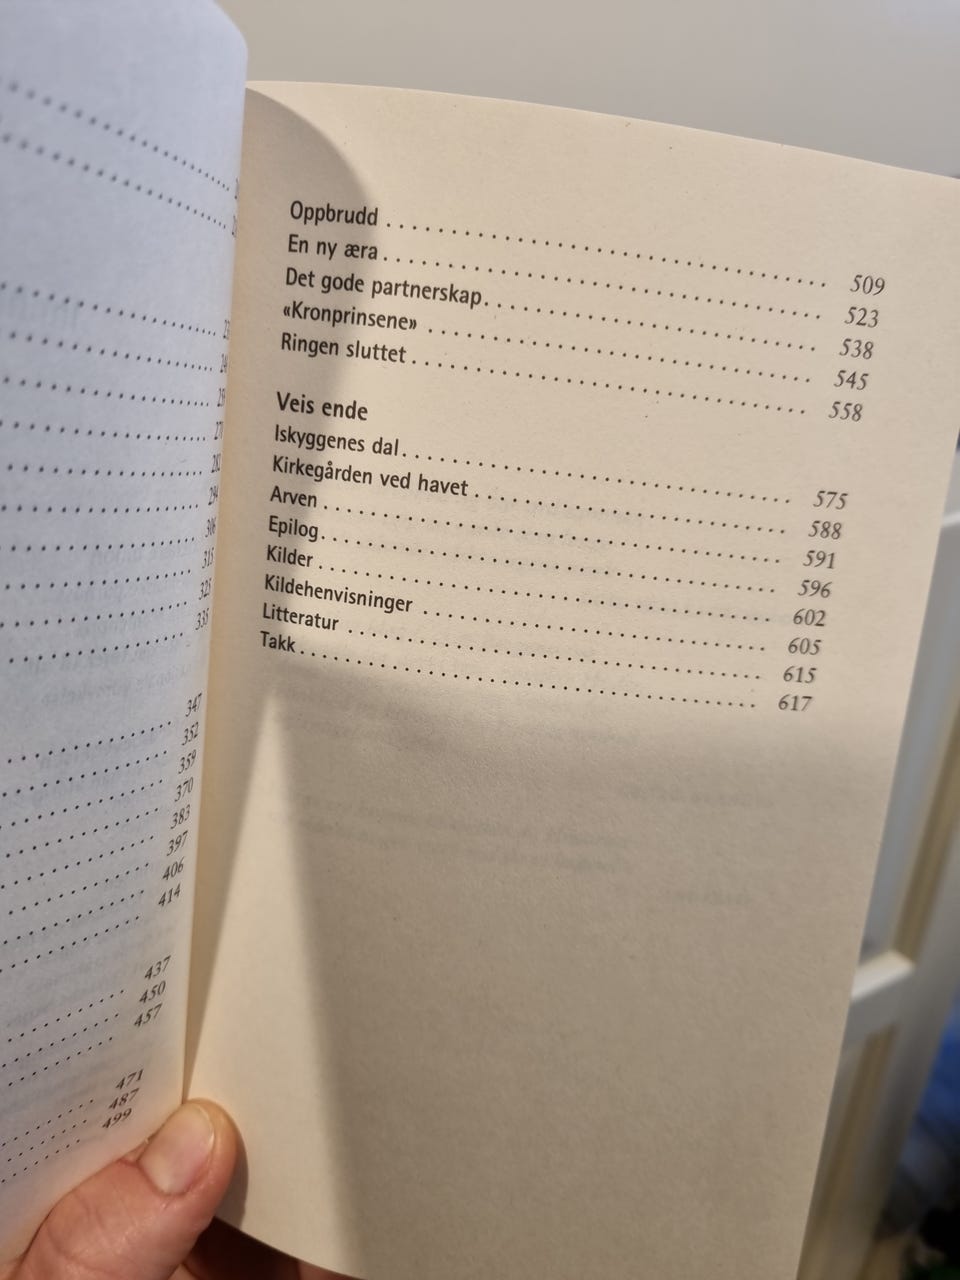 347
352
359
370
383
397
406
414
437
450
457
471
487
499
Oppbrudd 509
En ny æra 523
Det gode partnerskap 538
«Kronprinsene» 545
Ringen sluttet 558
Veis ende
Iskyggenes dal 575
Kirkegården ved havet 588
Arven 591
Epilog 596
Kilder 602
Kildehenvisninger 605
Litteratur 615
Takk 617